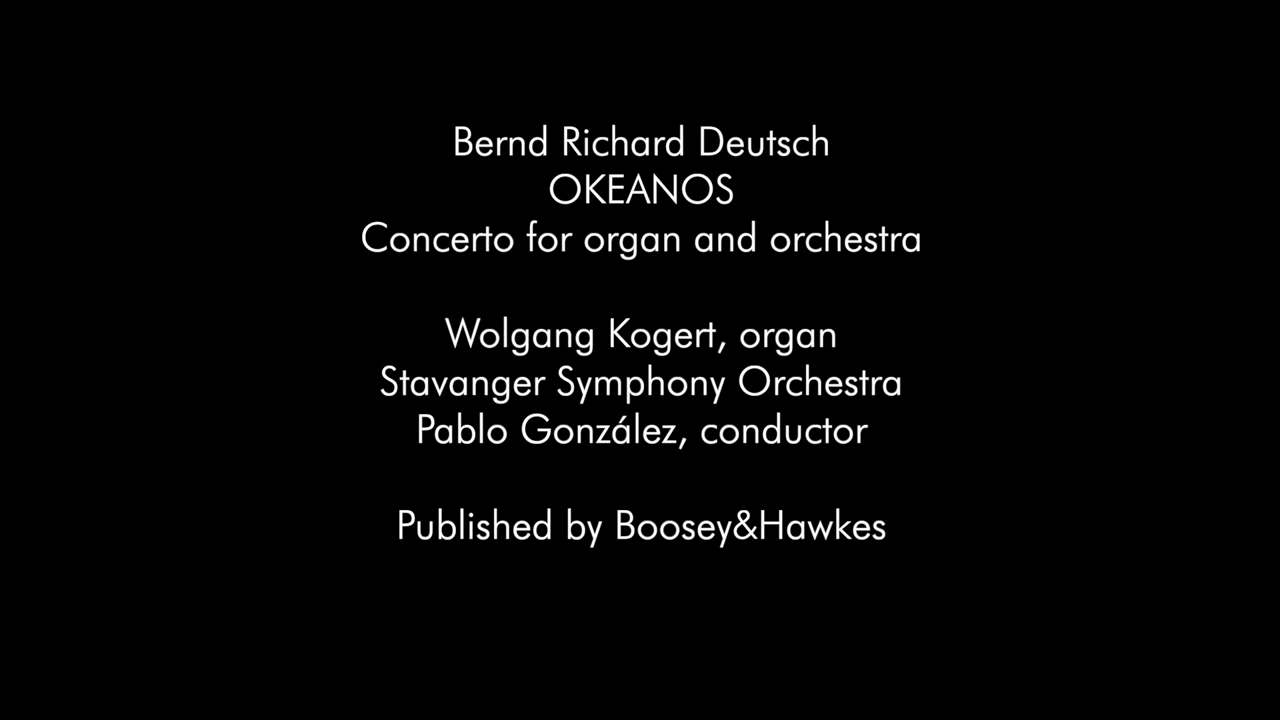 Bernd Richard Deutsch
OKEANOS
Concerto for organ and orchestra
Wolgang Kogert, organ
Stavanger Symphony Orchestra
Pablo González, conductor
Published by Boosey&Hawkes